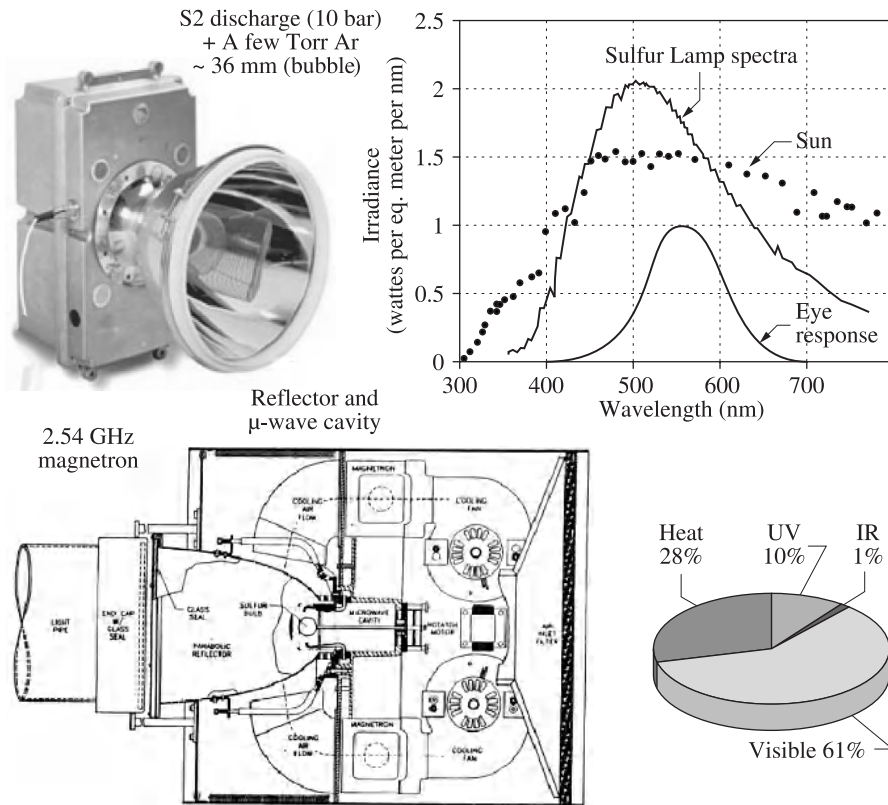 S2 discharge (10 bar)
+ A few Torr Ar
~ 36 mm (bubble)
2.5
2
1.5
1
0.5
0
Irradiance
(wattes per eq. meter per nm)
Sulfur Lamp spectra
Sun
Eye
response
300
400
500
600
700
Wavelength (nm)
Reflector and
μ-wave cavity
2.54 GHz
magnetron
MAGNETRON
COOLING
AIR
FLOW
COOLING
FAN
LIGHT
PIPE
END CAP
W/
GLASS
SEAL
GLASS
SEAL
SULFUR
BULB
MICROWAVE
CAVITY
PARABOLIC
REFLECTOR
ROTATION
MOTOR
AIR
INLET
FILTER
MAGNETRON
COOLING
AIR
FLOW
COOLING
FAN
Heat
28%
UV
10%
IR
1%
Visible 61%